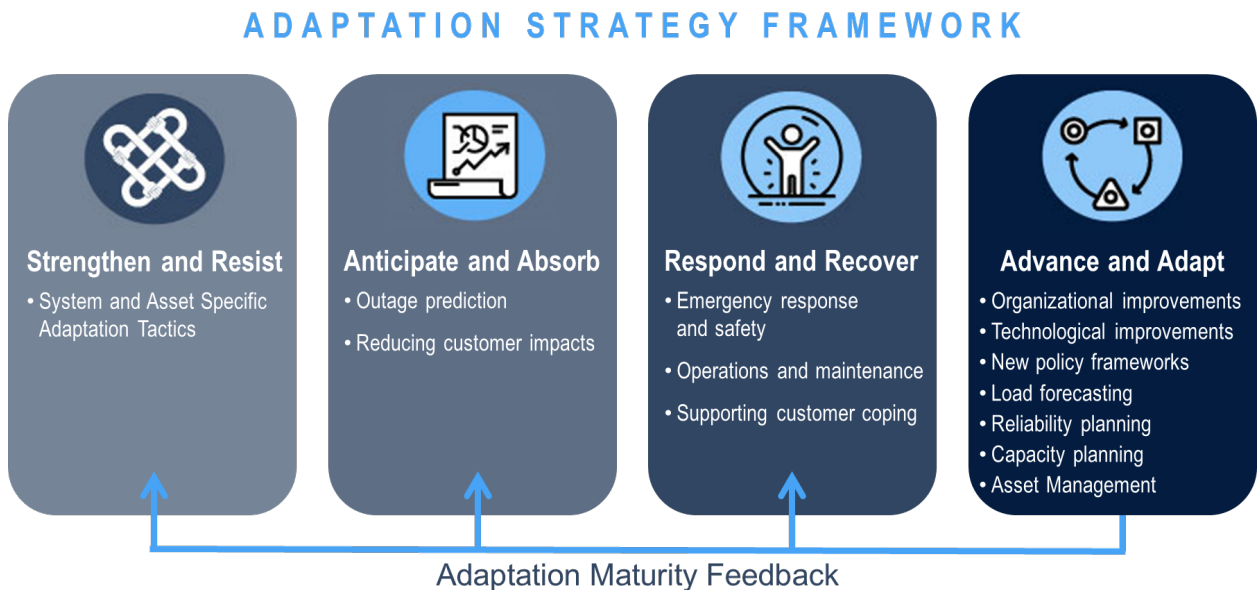 ADAPTATION STRATEGY FRAMEWORK
Strengthen and Resist
• System and Asset Specific
Adaptation Tactics
Anticipate and Absorb
• Outage prediction
• Reducing customer impacts
Respond and Recover
• Emergency response
and safety
• Operations and maintenance
• Supporting customer coping
Advance and Adapt
• Organizational improvements
• Technological improvements
• New policy frameworks
• Load forecasting
• Reliability planning
• Capacity planning
• Asset Management
Adaptation Maturity Feedback